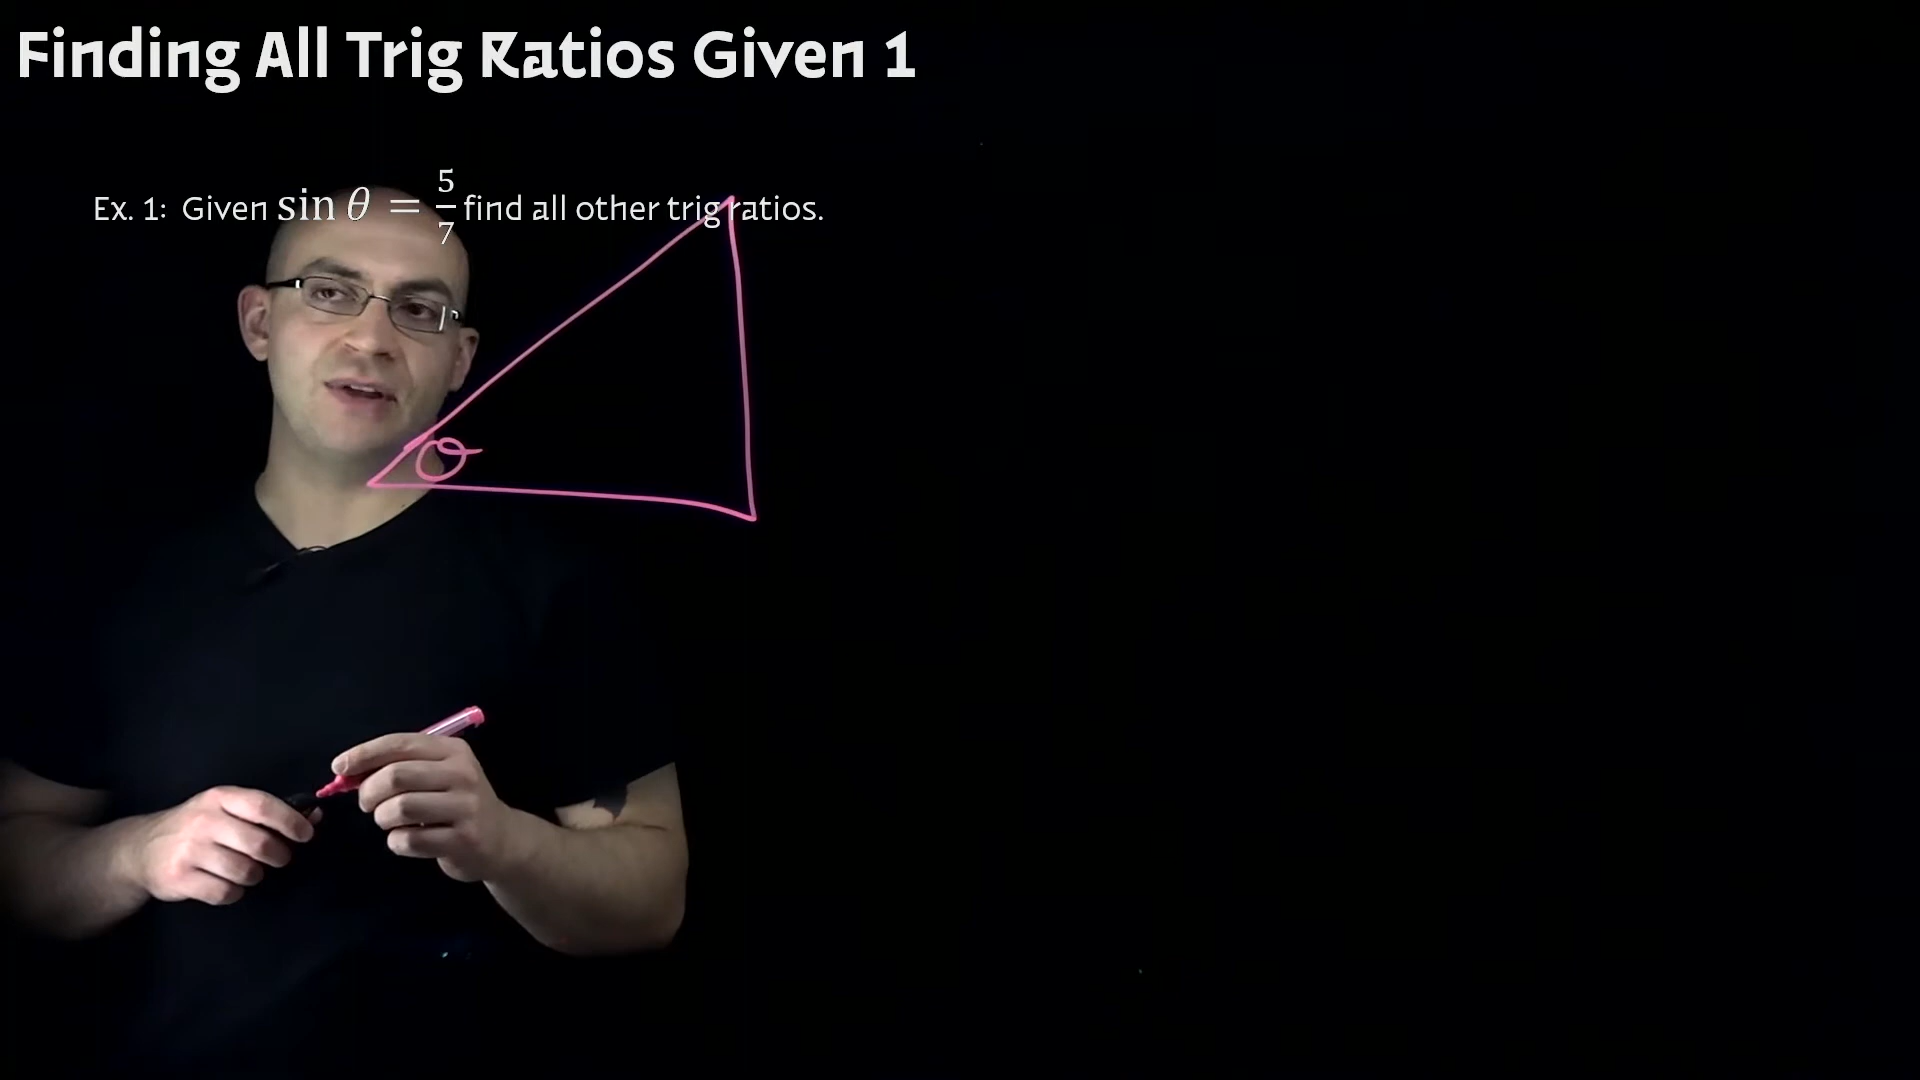 Finding All Trig Ratios Given 1
Ex. 1: Given sin θ = 5/7 find all other trig ratios.
θ